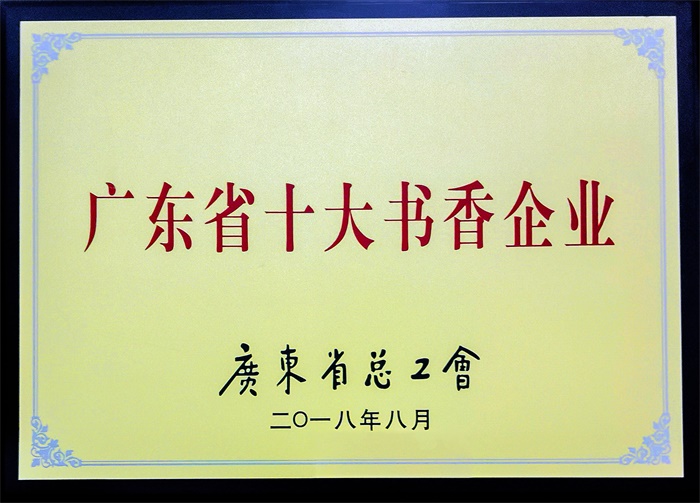 广东省十大书香企业
廣東省总工會
二〇一八年八月